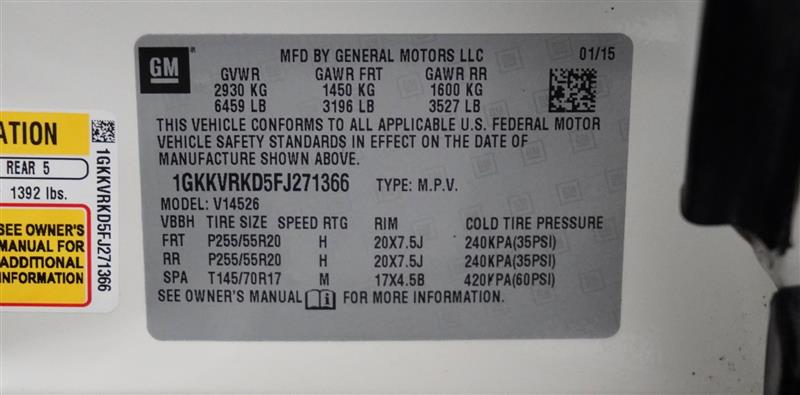 ATION
REAR 5
1392 lbs.
SEE OWNER'S
MANUAL FOR
ADDITIONAL
INFORMATION
1GKKVRKD5FJ271366
GM
MFD BY GENERAL MOTORS LLC 01/15
GVWR GAWR FRT GAWR RR
2930 KG 1450 KG 1600 KG
6459 LB 3196 LB 3527 LB
THIS VEHICLE CONFORMS TO ALL APPLICABLE U.S. FEDERAL MOTOR
VEHICLE SAFETY STANDARDS IN EFFECT ON THE DATE OF
MANUFACTURE SHOWN ABOVE.
1GKKVRKD5FJ271366 TYPE: M.P.V.
MODEL: V14526
VBBH TIRE SIZE SPEED RTG RIM COLD TIRE PRESSURE
FRT P255/55R20 H 20X7.5J 240KPA(35PSI)
RR P255/55R20 H 20X7.5J 240KPA(35PSI)
SPA T145/70R17 M 17X4.5B 420KPA(60PSI)
SEE OWNER'S MANUAL FOR MORE INFORMATION.